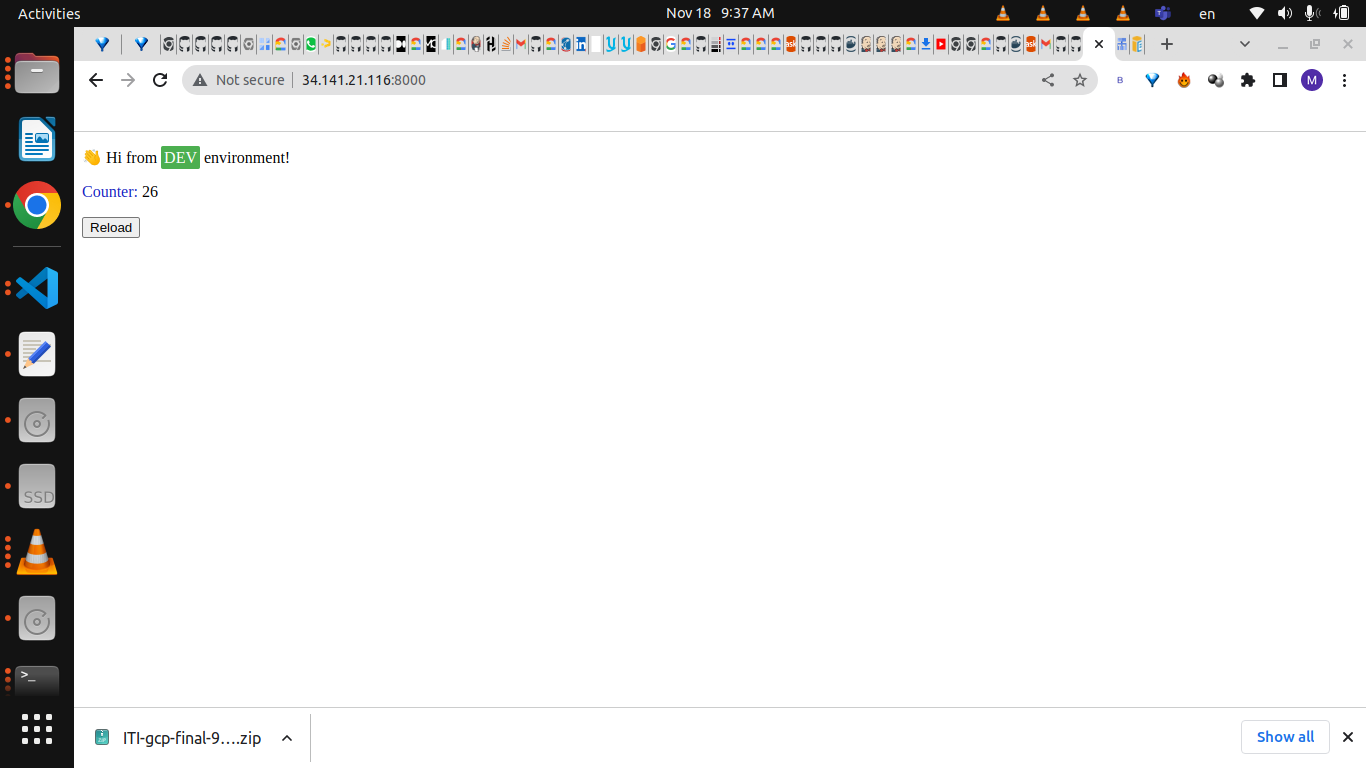 Activities
Nov 18 9:37 AM
en
Not secure
34.141.21.116:8000
B
M
👋 Hi from DEV environment!
Counter: 26
Reload
SSD
>_
ITI-gcp-final-9….zip
Show all